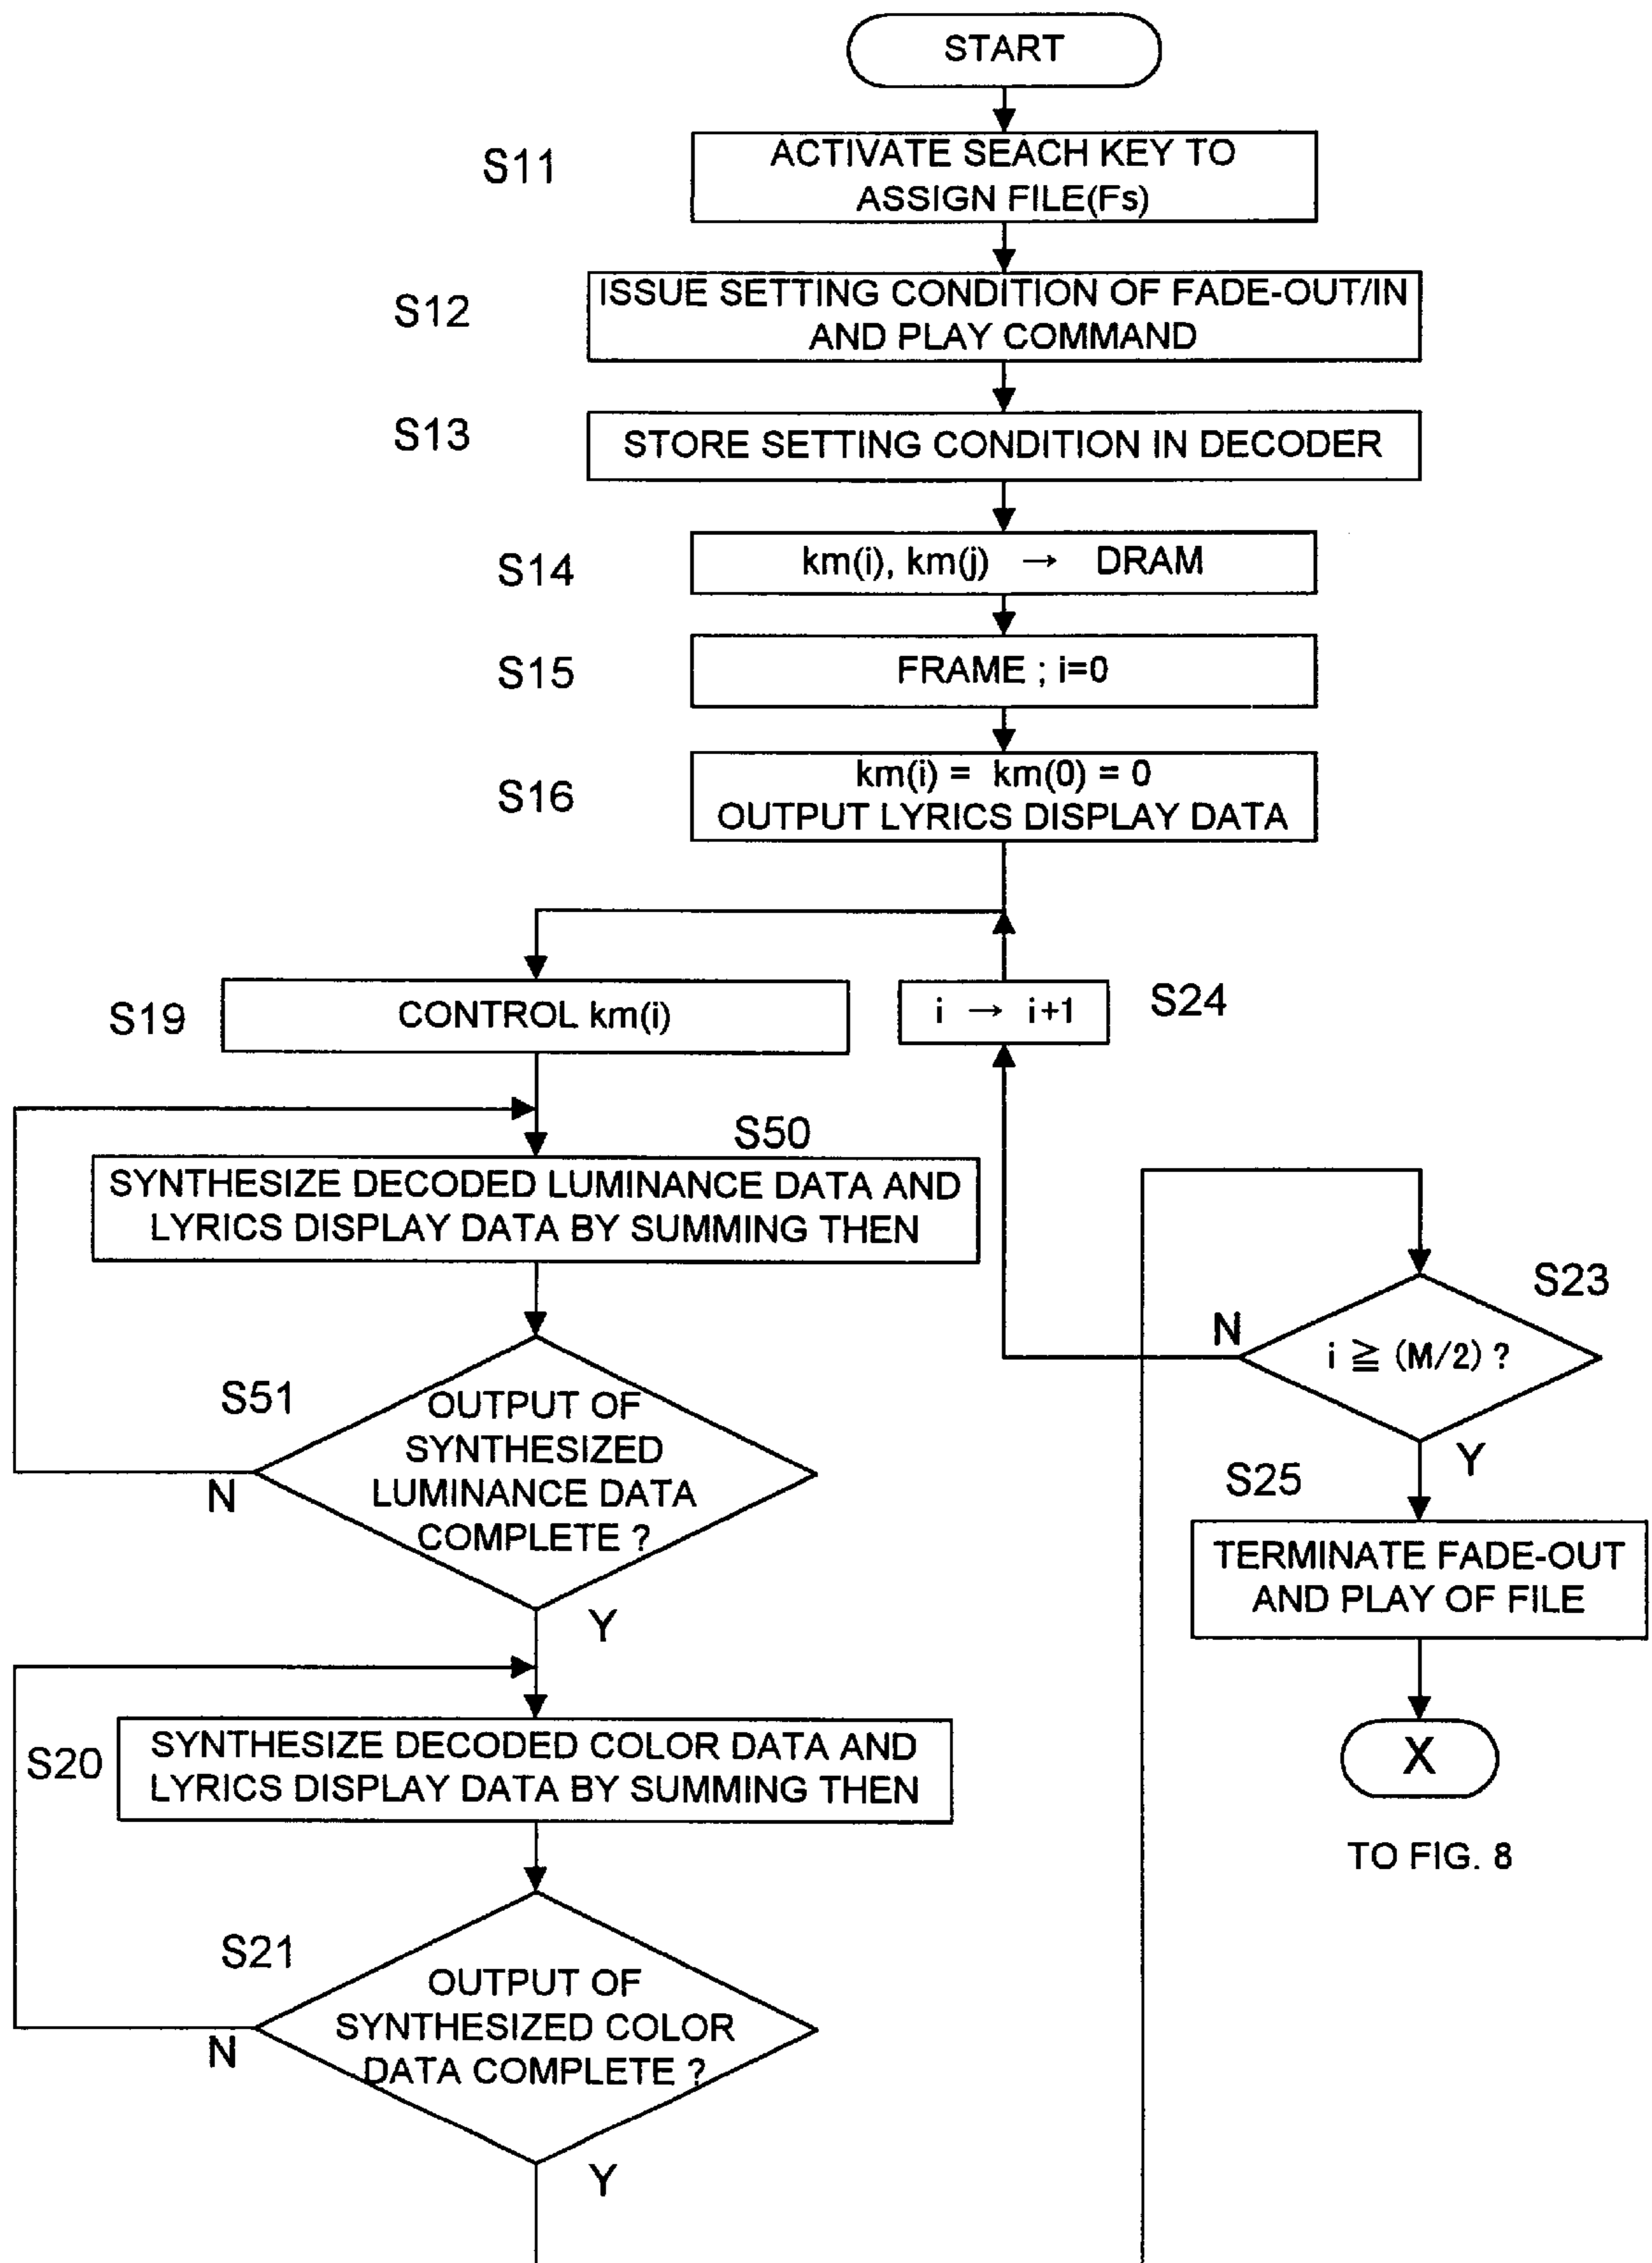 START
S11
ACTIVATE SEACH KEY TO
ASSIGN FILE(Fs)
S12
ISSUE SETTING CONDITION OF FADE-OUT/IN
AND PLAY COMMAND
S13
STORE SETTING CONDITION IN DECODER
S14
km(i), km(j) → DRAM
S15
FRAME ; i=0
S16
km(i) = km(0) = 0
OUTPUT LYRICS DISPLAY DATA
S19
CONTROL km(i)
i → i+1
S24
S50
SYNTHESIZE DECODED LUMINANCE DATA AND
LYRICS DISPLAY DATA BY SUMMING THEN
S51
OUTPUT OF
SYNTHESIZED
LUMINANCE DATA
COMPLETE ?
N
Y
S20
SYNTHESIZE DECODED COLOR DATA AND
LYRICS DISPLAY DATA BY SUMMING THEN
S21
OUTPUT OF
SYNTHESIZED COLOR
DATA COMPLETE ?
N
Y
S23
i ≧ (M/2) ?
N
Y
S25
TERMINATE FADE-OUT
AND PLAY OF FILE
X
TO FIG. 8